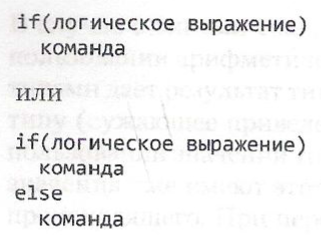 if(логическое выражение)
команда
или
if(логическое выражение)
команда
else
команда